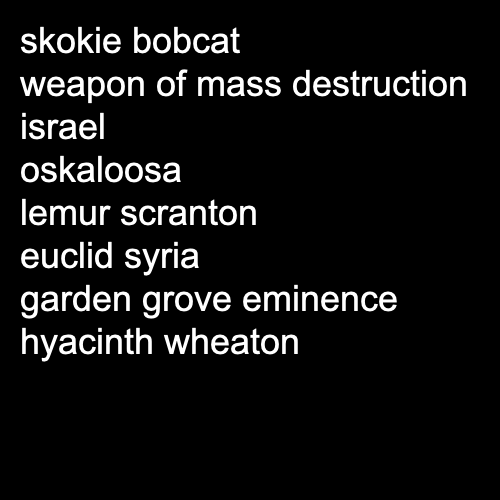 skokie bobcat
weapon of mass destruction
israel
oskaloosa
lemur scranton
euclid syria
garden grove eminence
hyacinth wheaton